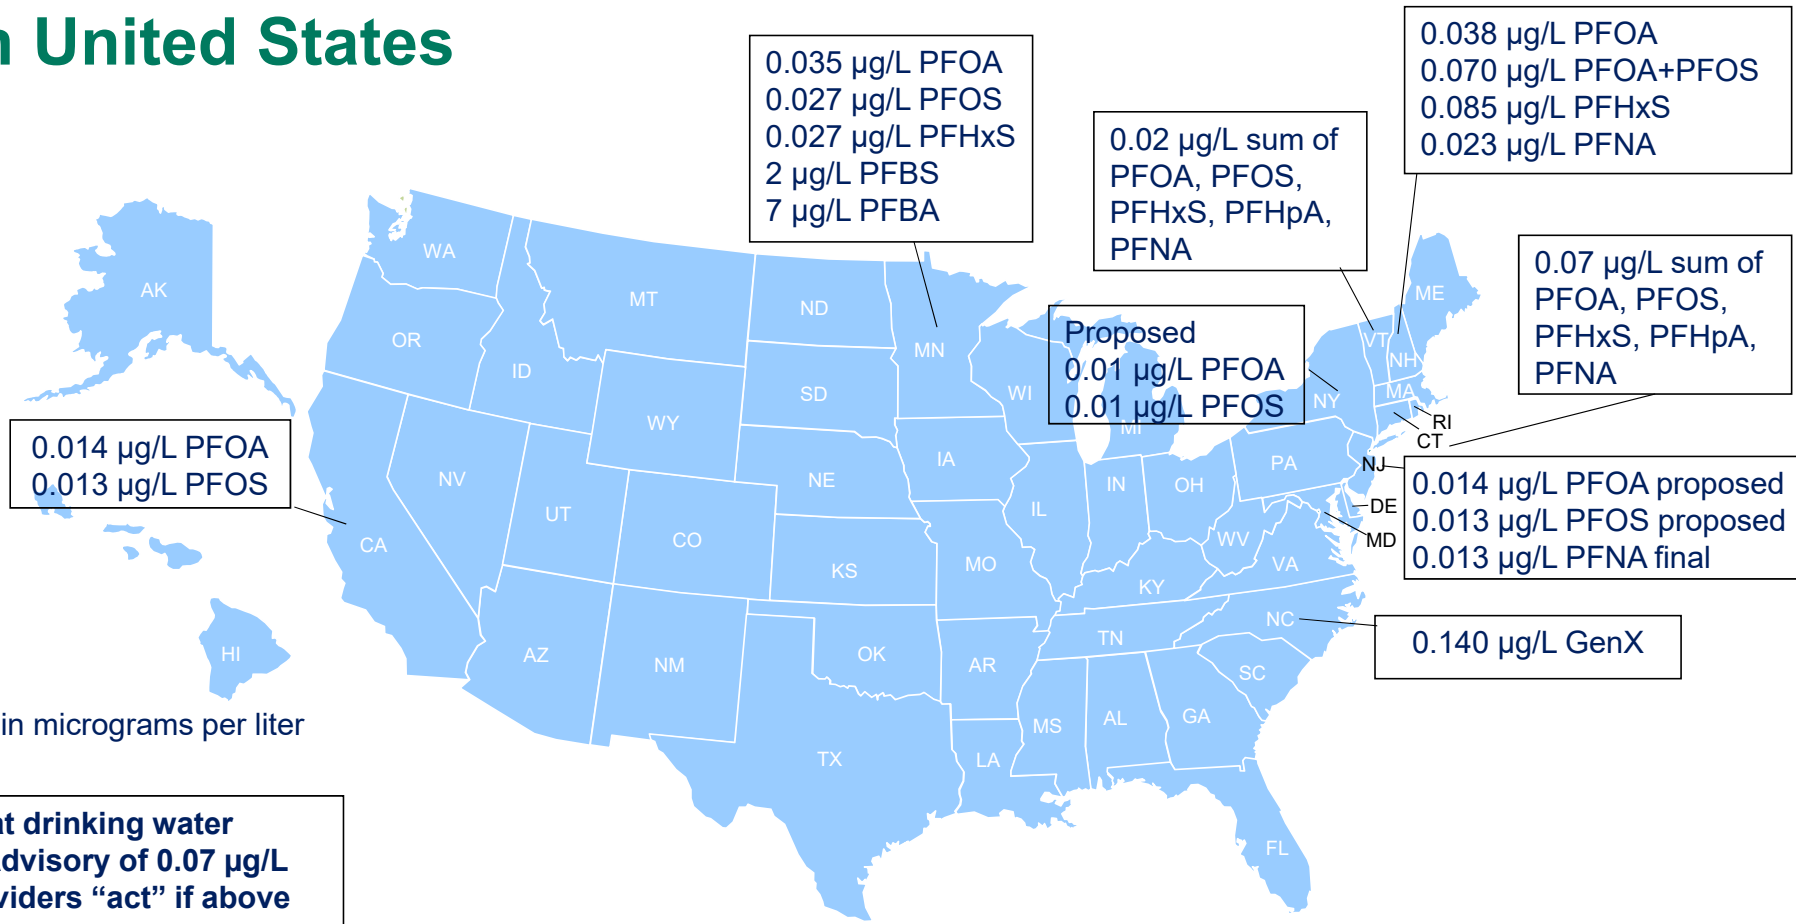 n United States
0.035 µg/L PFOA
0.027 µg/L PFOS
0.027 µg/L PFHxS
2 µg/L PFBS
7 µg/L PFBA
0.02 µg/L sum of
PFOA, PFOS,
PFHxS, PFHpA,
PFNA
0.038 µg/L PFOA
0.070 µg/L PFOA+PFOS
0.085 µg/L PFHxS
0.023 µg/L PFNA
0.07 µg/L sum of
PFOA, PFOS,
PFHxS, PFHpA,
PFNA
Proposed
0.01 µg/L PFOA
0.01 µg/L PFOS
0.014 µg/L PFOA
0.013 µg/L PFOS
0.014 µg/L PFOA proposed
0.013 µg/L PFOS proposed
0.013 µg/L PFNA final
0.140 µg/L GenX
AK
WA
OR
ID
MT
ND
MN
SD
WY
WI
MI
NY
VT
NH
ME
MA
RI
CT
NJ
PA
DE
MD
NV
UT
CO
NE
IA
IL
IN
OH
WV
VA
CA
KS
MO
KY
HI
AZ
NM
OK
AR
TN
NC
SC
TX
LA
MS
AL
GA
FL
in micrograms per liter
at drinking water
advisory of 0.07 µg/L
viders “act” if above